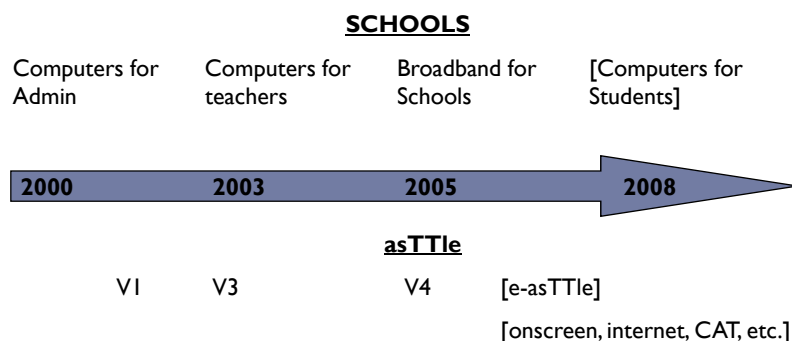 SCHOOLS
Computers for Admin
Computers for teachers
Broadband for Schools
[Computers for Students]
2000 2003 2005 2008
asTTle
V1 V3 V4 [e-asTTle]
[onscreen, internet, CAT, etc.]